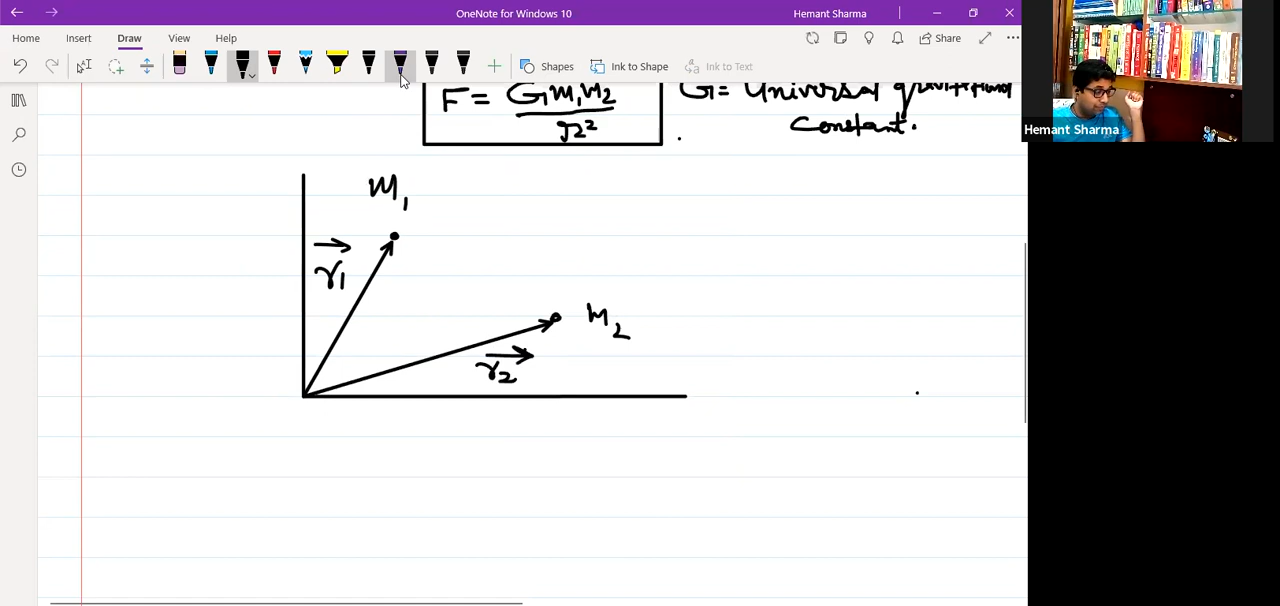 OneNote for Windows 10
Hemant Sharma
Home Insert Draw View Help
Share
Shapes Ink to Shape Ink to Text
F = Gm₁m₂ / r²
G = Universal gravitational
Constant.
Hemant Sharma
M₁
r₁
M₂
r₂